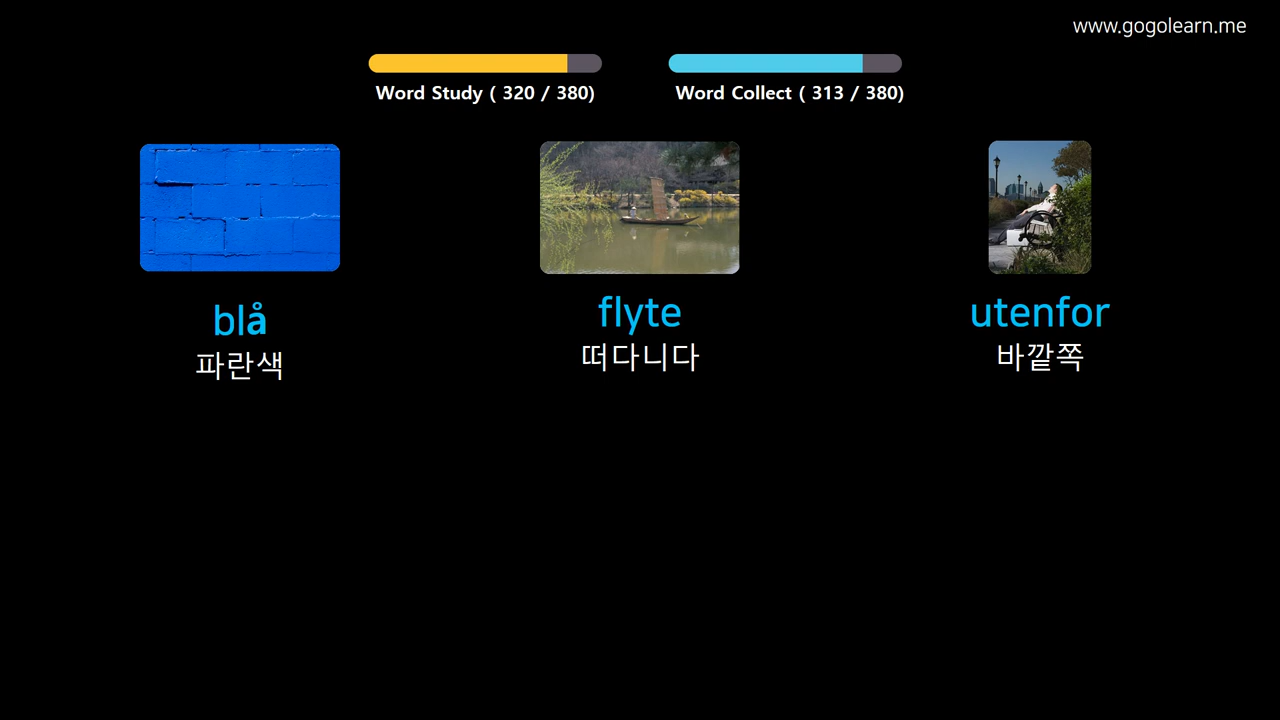 www.gogolearn.me
Word Study ( 320 / 380)
Word Collect ( 313 / 380)
blå
flyte
utenfor
파란색
떠다니다
바깥쪽